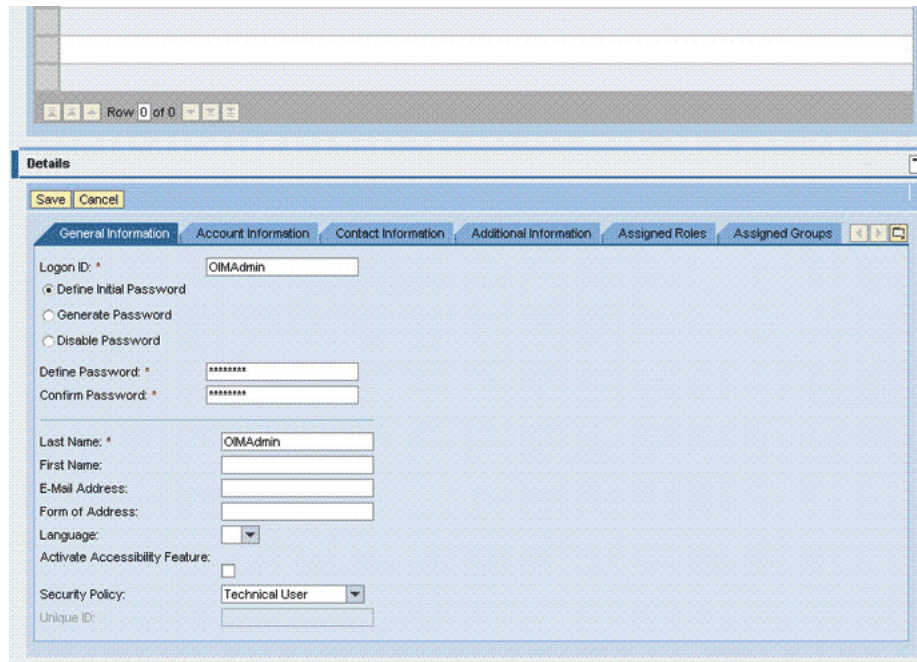 Row 0 of 0
Details
Save Cancel
General Information Account Information Contact Information Additional Information Assigned Roles Assigned Groups
Logon ID: * OIMAdmin
Define Initial Password
Generate Password
Disable Password
Define Password: * ********
Confirm Password: * ********
Last Name: * OIMAdmin
First Name:
E-Mail Address:
Form of Address:
Language:
Activate Accessibility Feature:
Security Policy: Technical User
Unique ID: